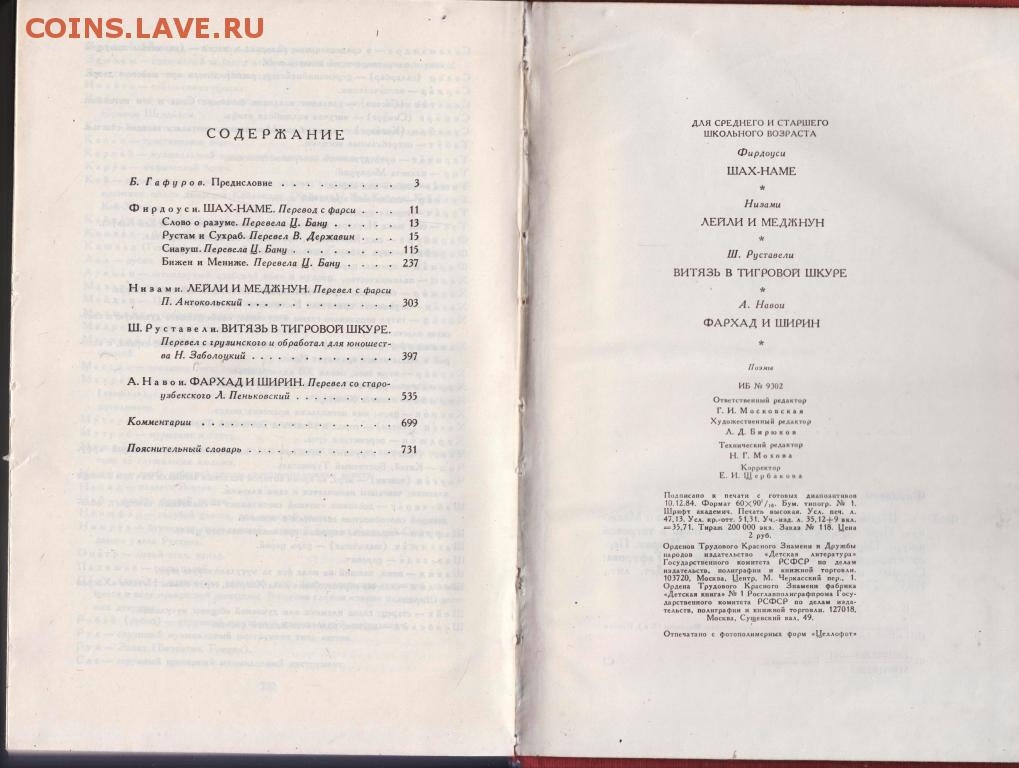 COINS.LAVE.RU
СОДЕРЖАНИЕ
Б. Гафуров. Предисловие . . . . . . . . . 3
Фирдоуси. ШАХ-НАМЕ. Перевод с фарси . . . 11
Слово о разуме. Перевела Ц. Бану . . . . 13
Рустам и Сухраб. Перевел В. Державин . . . 15
Сиавуш. Перевела Ц. Бану . . . . . . . 115
Бижен и Мениже. Перевела Ц. Бану . . . . 237
Низами. ЛЕЙЛИ И МЕДЖНУН. Перевел с фарси
П. Антокольский . . . . . . . . . . 303
Ш. Руставели. ВИТЯЗЬ В ТИГРОВОЙ ШКУРЕ.
Перевел с грузинского и обработал для юношест-
ва Н. Заболоцкий . . . . . . . . . . 397
А. Навои. ФАРХАД И ШИРИН. Перевел со старо-
узбекского Л. Пеньковский . . . . . . . 535
Комментарии . . . . . . . . . . . . . . 699
Пояснительный словарь . . . . . . . . . . 731
ДЛЯ СРЕДНЕГО И СТАРШЕГО
ШКОЛЬНОГО ВОЗРАСТА
Фирдоуси
ШАХ-НАМЕ
*
Низами
ЛЕЙЛИ И МЕДЖНУН
*
Ш. Руставели
ВИТЯЗЬ В ТИГРОВОЙ ШКУРЕ
*
А. Навои
ФАРХАД И ШИРИН
*
Поэмы
ИБ № 9302
Ответственный редактор
Г. И. Московская
Художественный редактор
Л. Д. Бирюков
Технический редактор
Н. Г. Мохова
Корректор
Е. И. Щербакова
Подписано к печати с готовых диапозитивов
10.12.84. Формат 60×90¹/₁₆. Бум. типогр. № 1.
Шрифт академич. Печать высокая. Усл. печ. л.
47,13. Усл. кр.-отт. 51,31. Уч.-изд. л. 35,12+9 вкл.
=35,71. Тираж 200 000 экз. Заказ № 118. Цена
2 руб.
Орденов Трудового Красного Знамени и Дружбы
народов издательство «Детская литература»
Государственного комитета РСФСР по делам
издательств, полиграфии и книжной торговли.
103720, Москва, Центр, М. Черкасский пер., 1.
Ордена Трудового Красного Знамени фабрика
«Детская книга» № 1 Росглавполиграфпрома Госу-
дарственного комитета РСФСР по делам изда-
тельств, полиграфии и книжной торговли. 127018,
Москва, Сущевский вал, 49.
Отпечатано с фотополимерных форм «Целлофот»